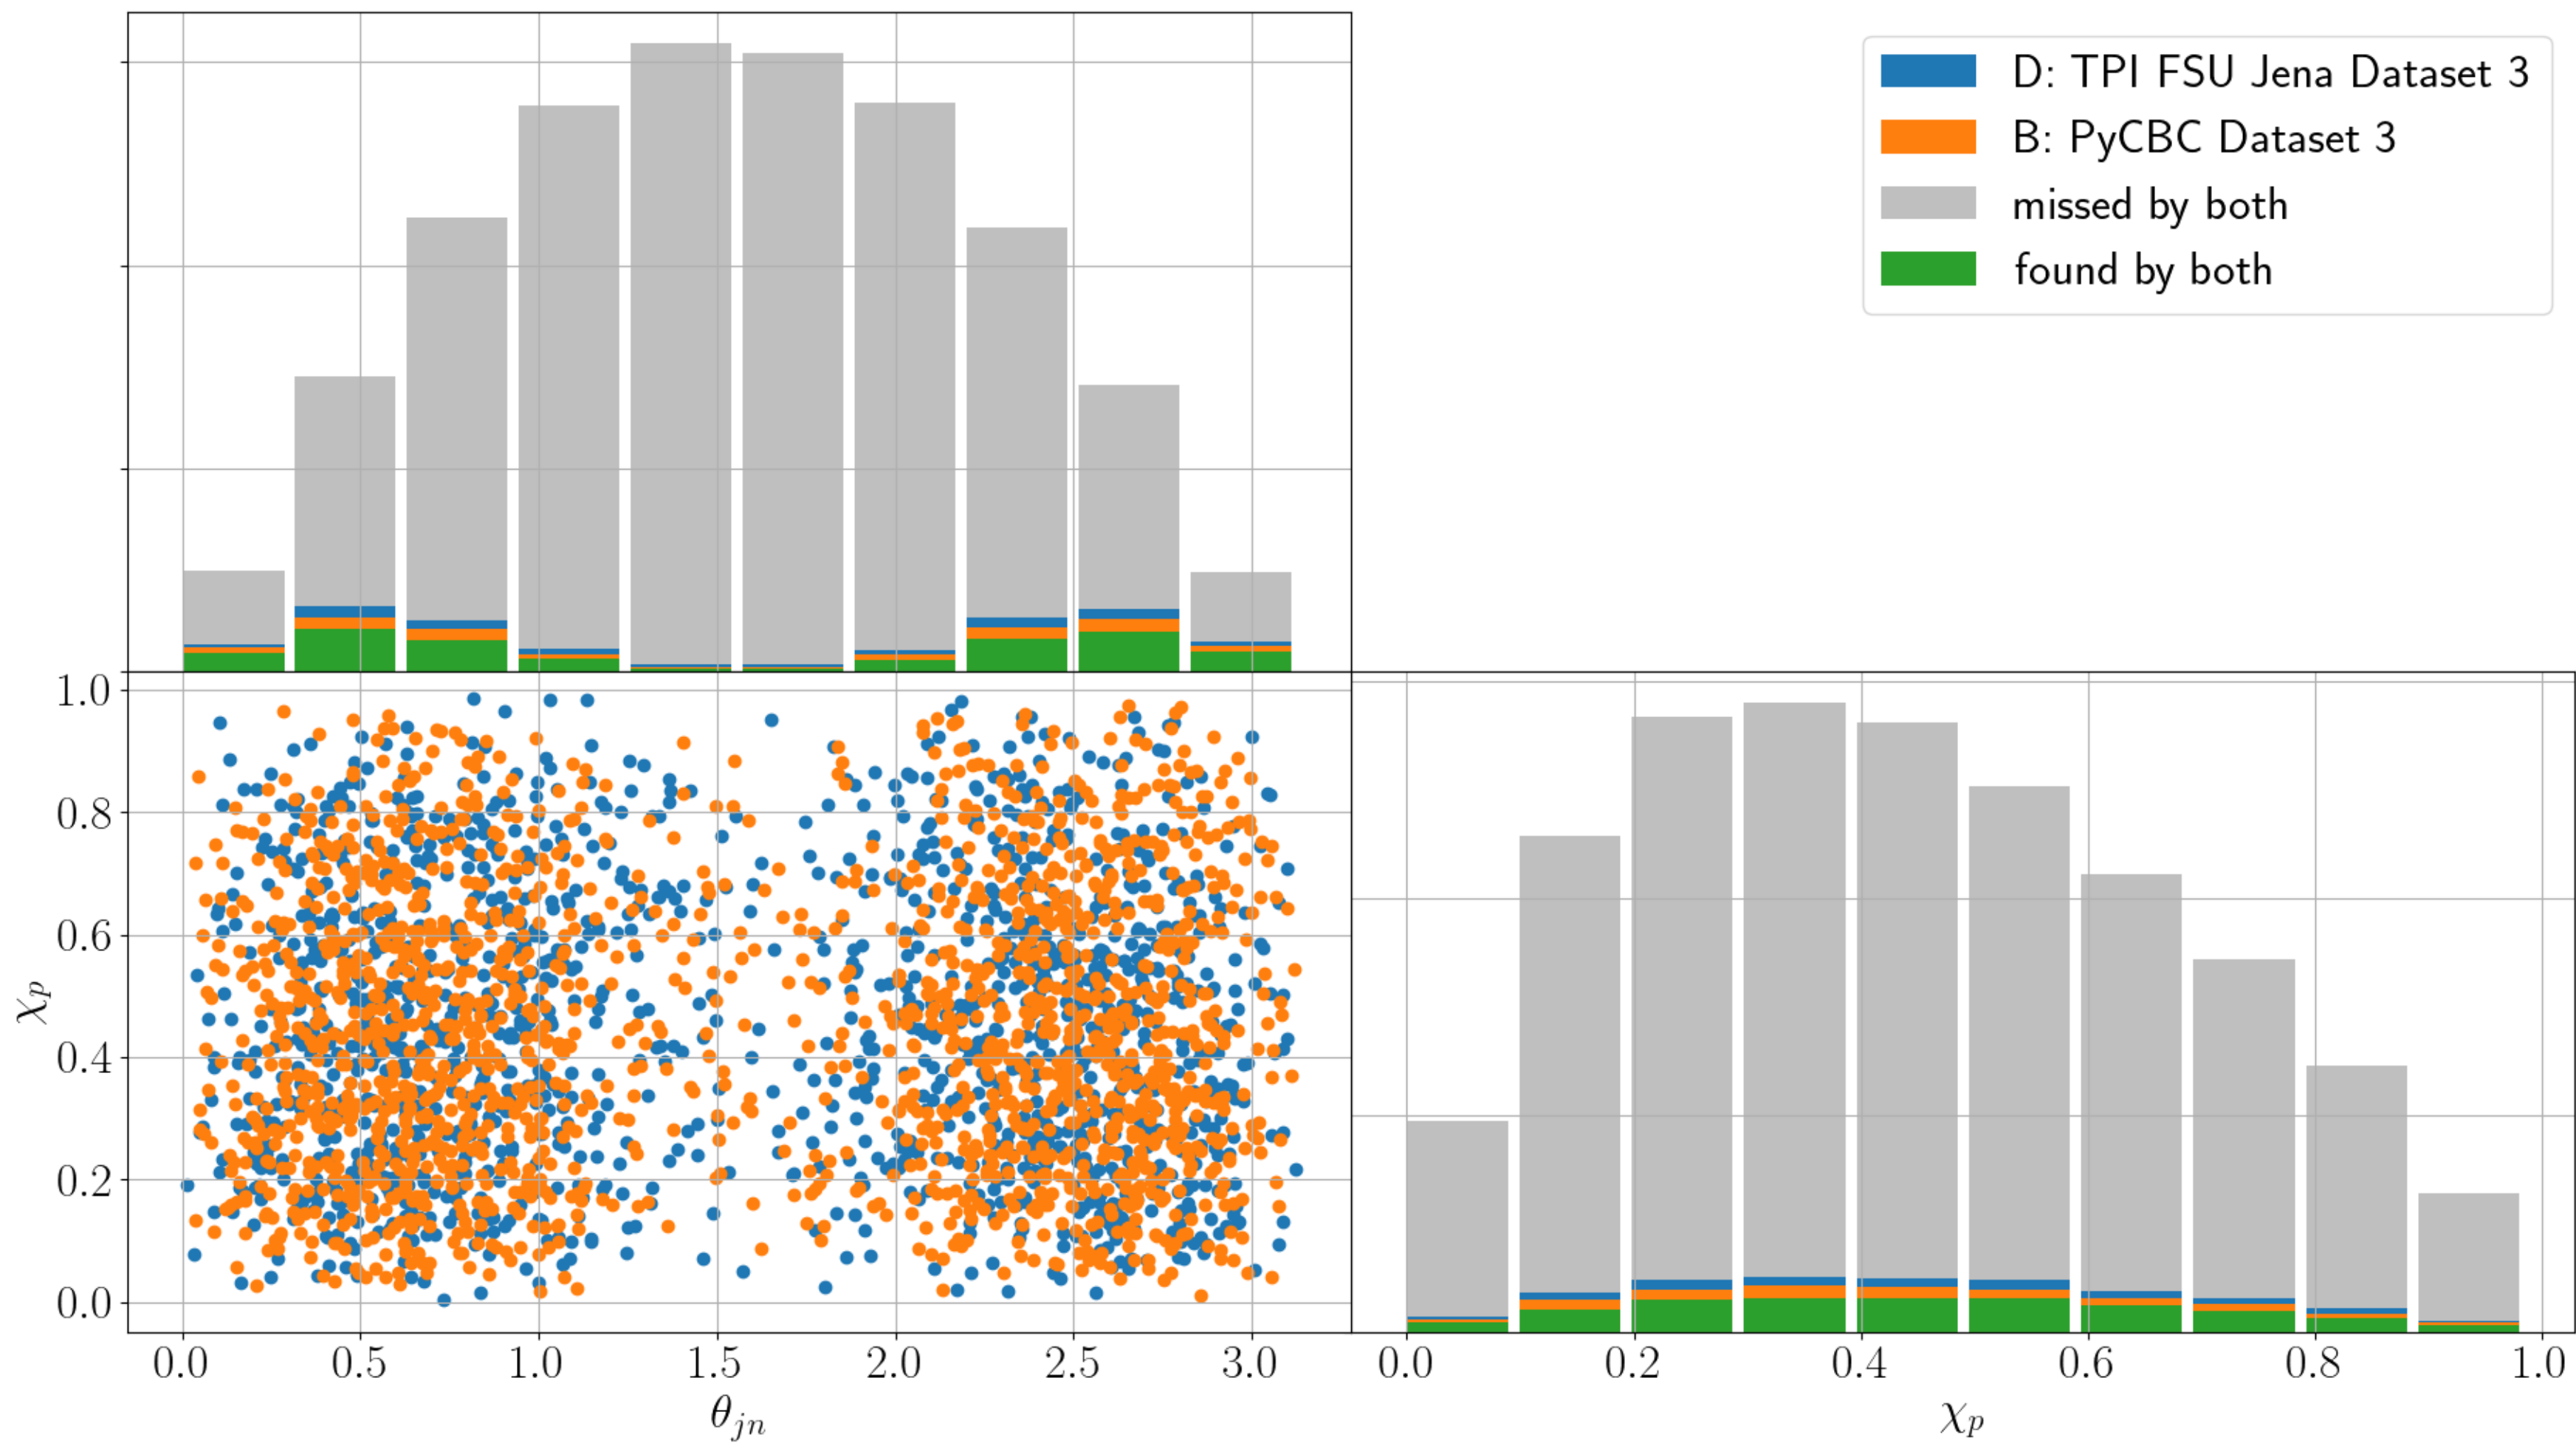 D: TPI FSU Jena Dataset 3
B: PyCBC Dataset 3
missed by both
found by both
1.0
0.8
0.6
0.4
0.2
0.0
χp
0.0 0.5 1.0 1.5 2.0 2.5 3.0
θjn
0.0 0.2 0.4 0.6 0.8 1.0
χp